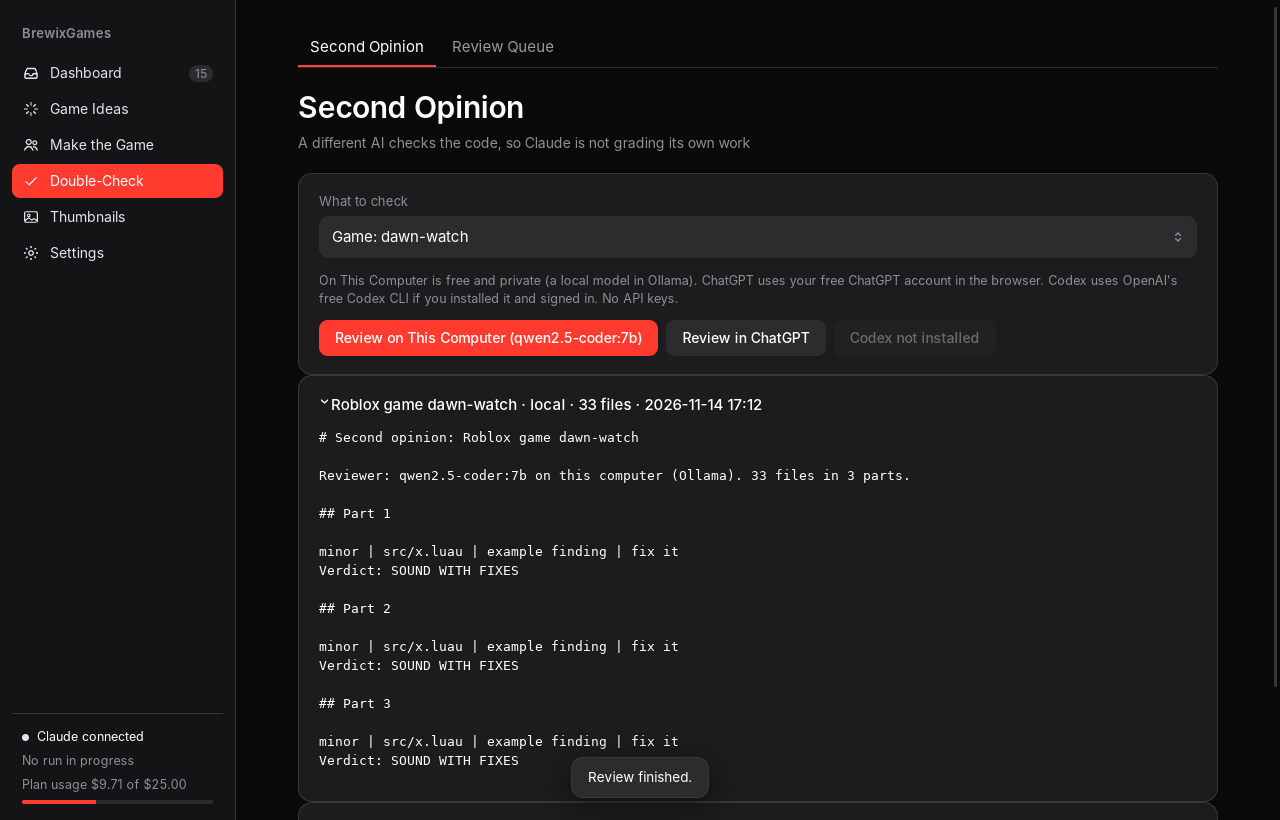 BrewixGames
Dashboard 15
Game Ideas
Make the Game
Double-Check
Thumbnails
Settings
Claude connected
No run in progress
Plan usage $9.71 of $25.00
Second Opinion Review Queue
Second Opinion
A different AI checks the code, so Claude is not grading its own work
What to check
Game: dawn-watch
On This Computer is free and private (a local model in Ollama). ChatGPT uses your free ChatGPT account in the browser. Codex uses OpenAI's
free Codex CLI if you installed it and signed in. No API keys.
Review on This Computer (qwen2.5-coder:7b) Review in ChatGPT Codex not installed
Roblox game dawn-watch · local · 33 files · 2026-11-14 17:12
# Second opinion: Roblox game dawn-watch
Reviewer: qwen2.5-coder:7b on this computer (Ollama). 33 files in 3 parts.
## Part 1
minor | src/x.luau | example finding | fix it
Verdict: SOUND WITH FIXES
## Part 2
minor | src/x.luau | example finding | fix it
Verdict: SOUND WITH FIXES
## Part 3
minor | src/x.luau | example finding | fix it
Verdict: SOUND WITH FIXES
Review finished.